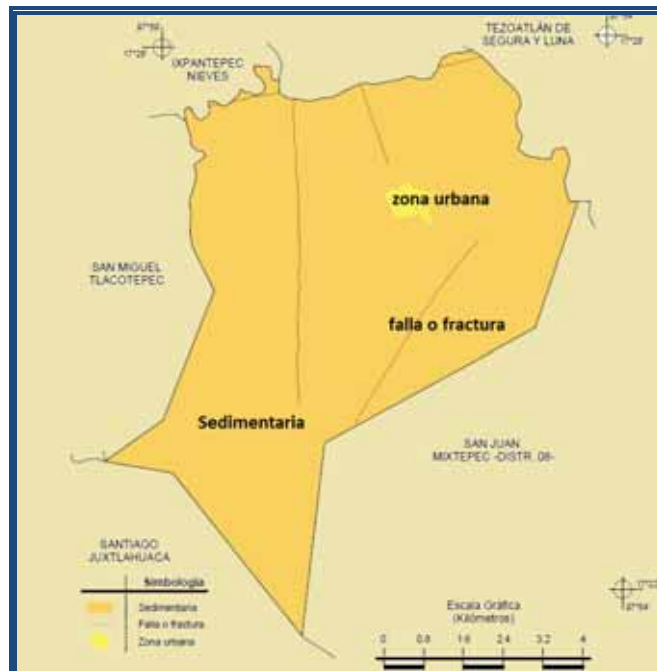 TEZOATLÁN DE
SEGURA Y LUNA
17°28'
IXPANTEPEC
NIEVES
zona urbana
SAN MIGUEL
TLACOTEPEC
falla o fractura
Sedimentaria
SAN JUAN
MIXTEPEC -DISTR. 08-
SANTIAGO
JUXTLAHUACA
Simbología
Sedimentaria
Falla o fractura
Zona urbana
Escala Gráfica
(Kilómetros)
0 0.8 1.6 2.4 3.2 4